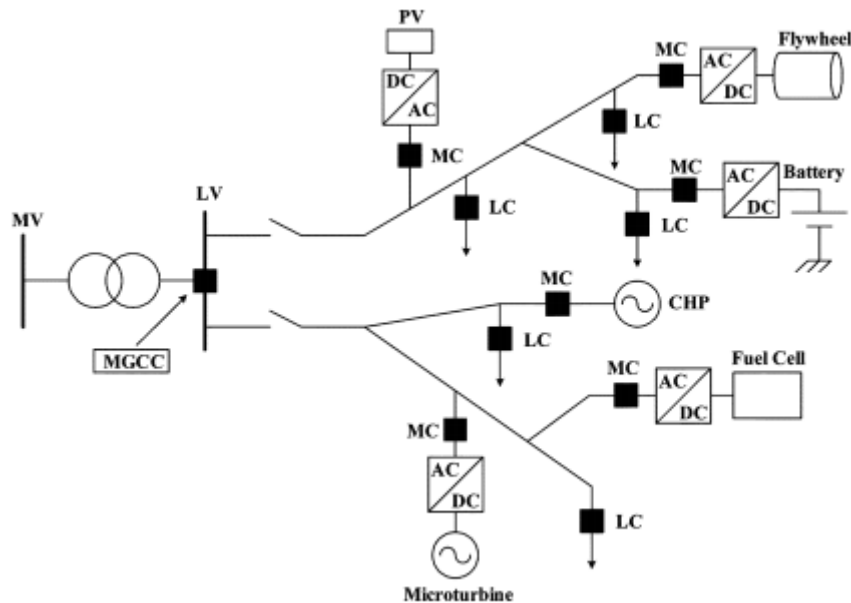 PV
DC
AC
MC
LC
MC
AC
DC
Flywheel
LC
MC
AC
DC
Battery
LC
MV
LV
MGCC
MC
CHP
LC
MC
AC
DC
Fuel Cell
MC
AC
DC
Microturbine
LC